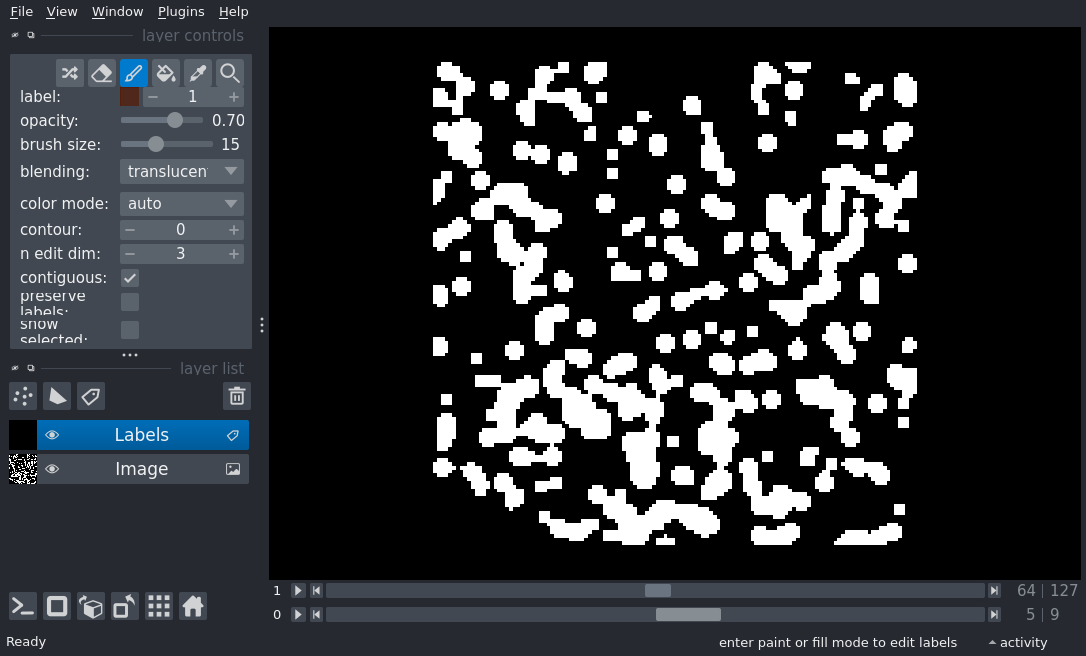 File View Window Plugins Help
layer controls
label: 1
opacity: 0.70
brush size: 15
blending: translucen
color mode: auto
contour: 0
n edit dim: 3
contiguous:
preserve
labels:
show
selected:
layer list
Labels
Image
1 64 127
0 5 9
Ready enter paint or fill mode to edit labels activity